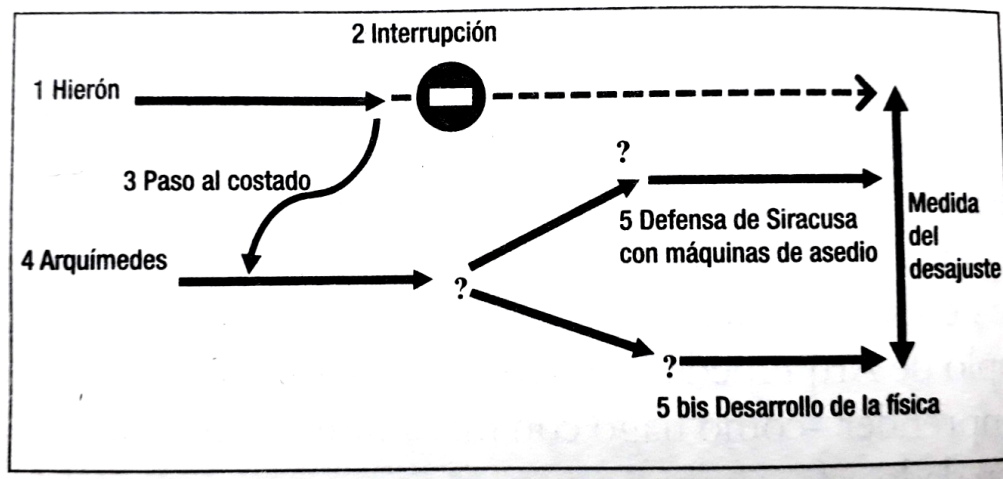 2 Interrupción
1 Hierón
3 Paso al costado
4 Arquímedes
?
?
5 Defensa de Siracusa
con máquinas de asedio
?
5 bis Desarrollo de la física
Medida
del
desajuste